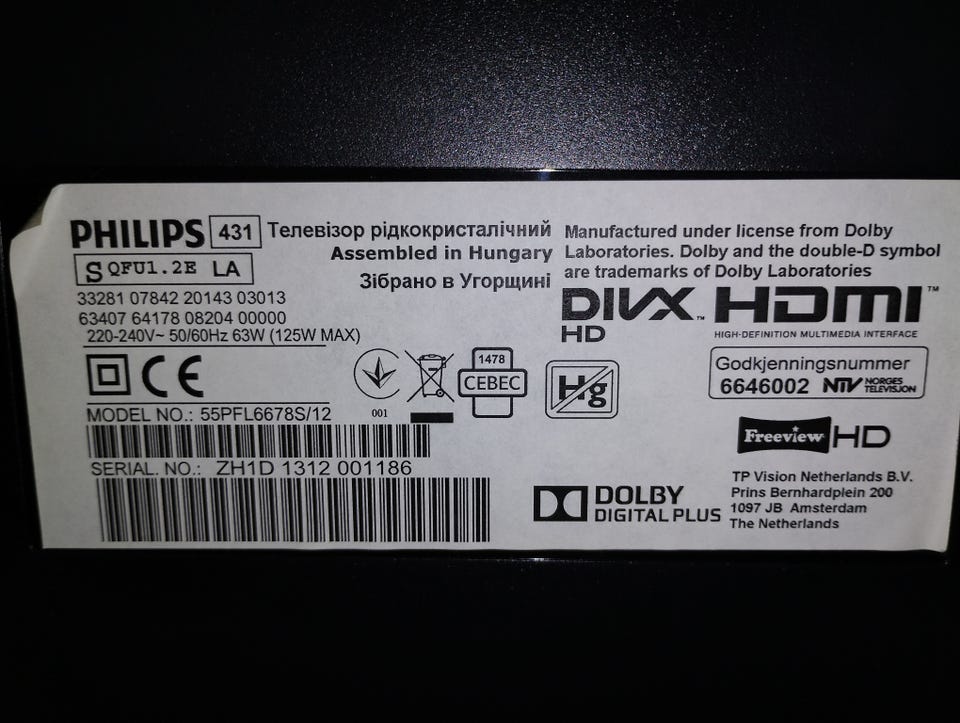 PHILIPS 431 Телевізор рідкокристалічний
S QFU1.2E LA
Assembled in Hungary
Зібрано в Угорщині
33281 07842 20143 03013
63407 64178 08204 00000
220-240V~ 50/60Hz 63W (125W MAX)
CE
001
1478
СЕВЕС
Hg
MODEL NO.: 55PFL6678S/12
SERIAL. NO.: ZH1D 1312 001186
Manufactured under license from Dolby
Laboratories. Dolby and the double-D symbol
are trademarks of Dolby Laboratories
DIVX™ HD
HDMI™
HIGH-DEFINITION MULTIMEDIA INTERFACE
Godkjenningsnummer
6646002 NTV NORGES TELEVISJON
Freeview HD
DOLBY
DIGITAL PLUS
TP Vision Netherlands B.V.
Prins Bernhardplein 200
1097 JB Amsterdam
The Netherlands